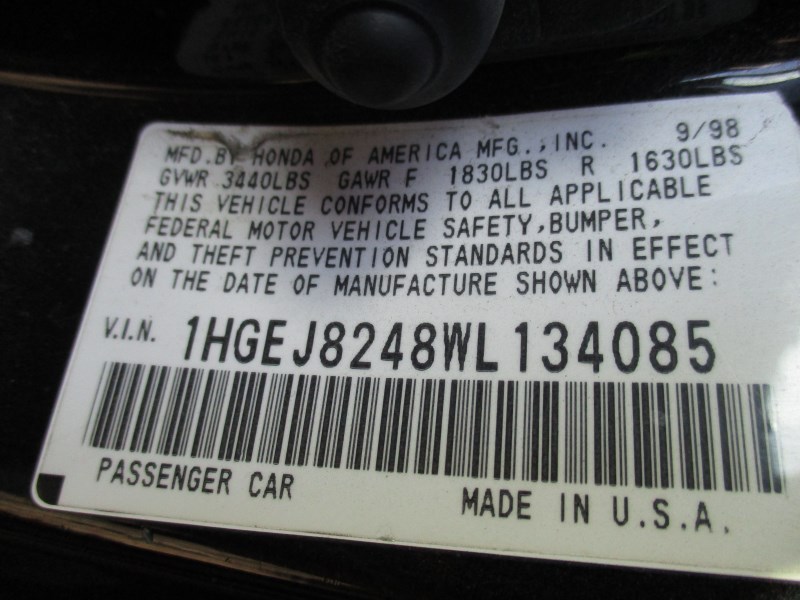 MFD.BY HONDA OF AMERICA MFG.,INC. 9/98
GVWR 3440LBS GAWR F 1830LBS R 1630LBS
THIS VEHICLE CONFORMS TO ALL APPLICABLE
FEDERAL MOTOR VEHICLE SAFETY,BUMPER,
AND THEFT PREVENTION STANDARDS IN EFFECT
ON THE DATE OF MANUFACTURE SHOWN ABOVE:
V.I.N. 1HGEJ8248WL134085
PASSENGER CAR MADE IN U.S.A.